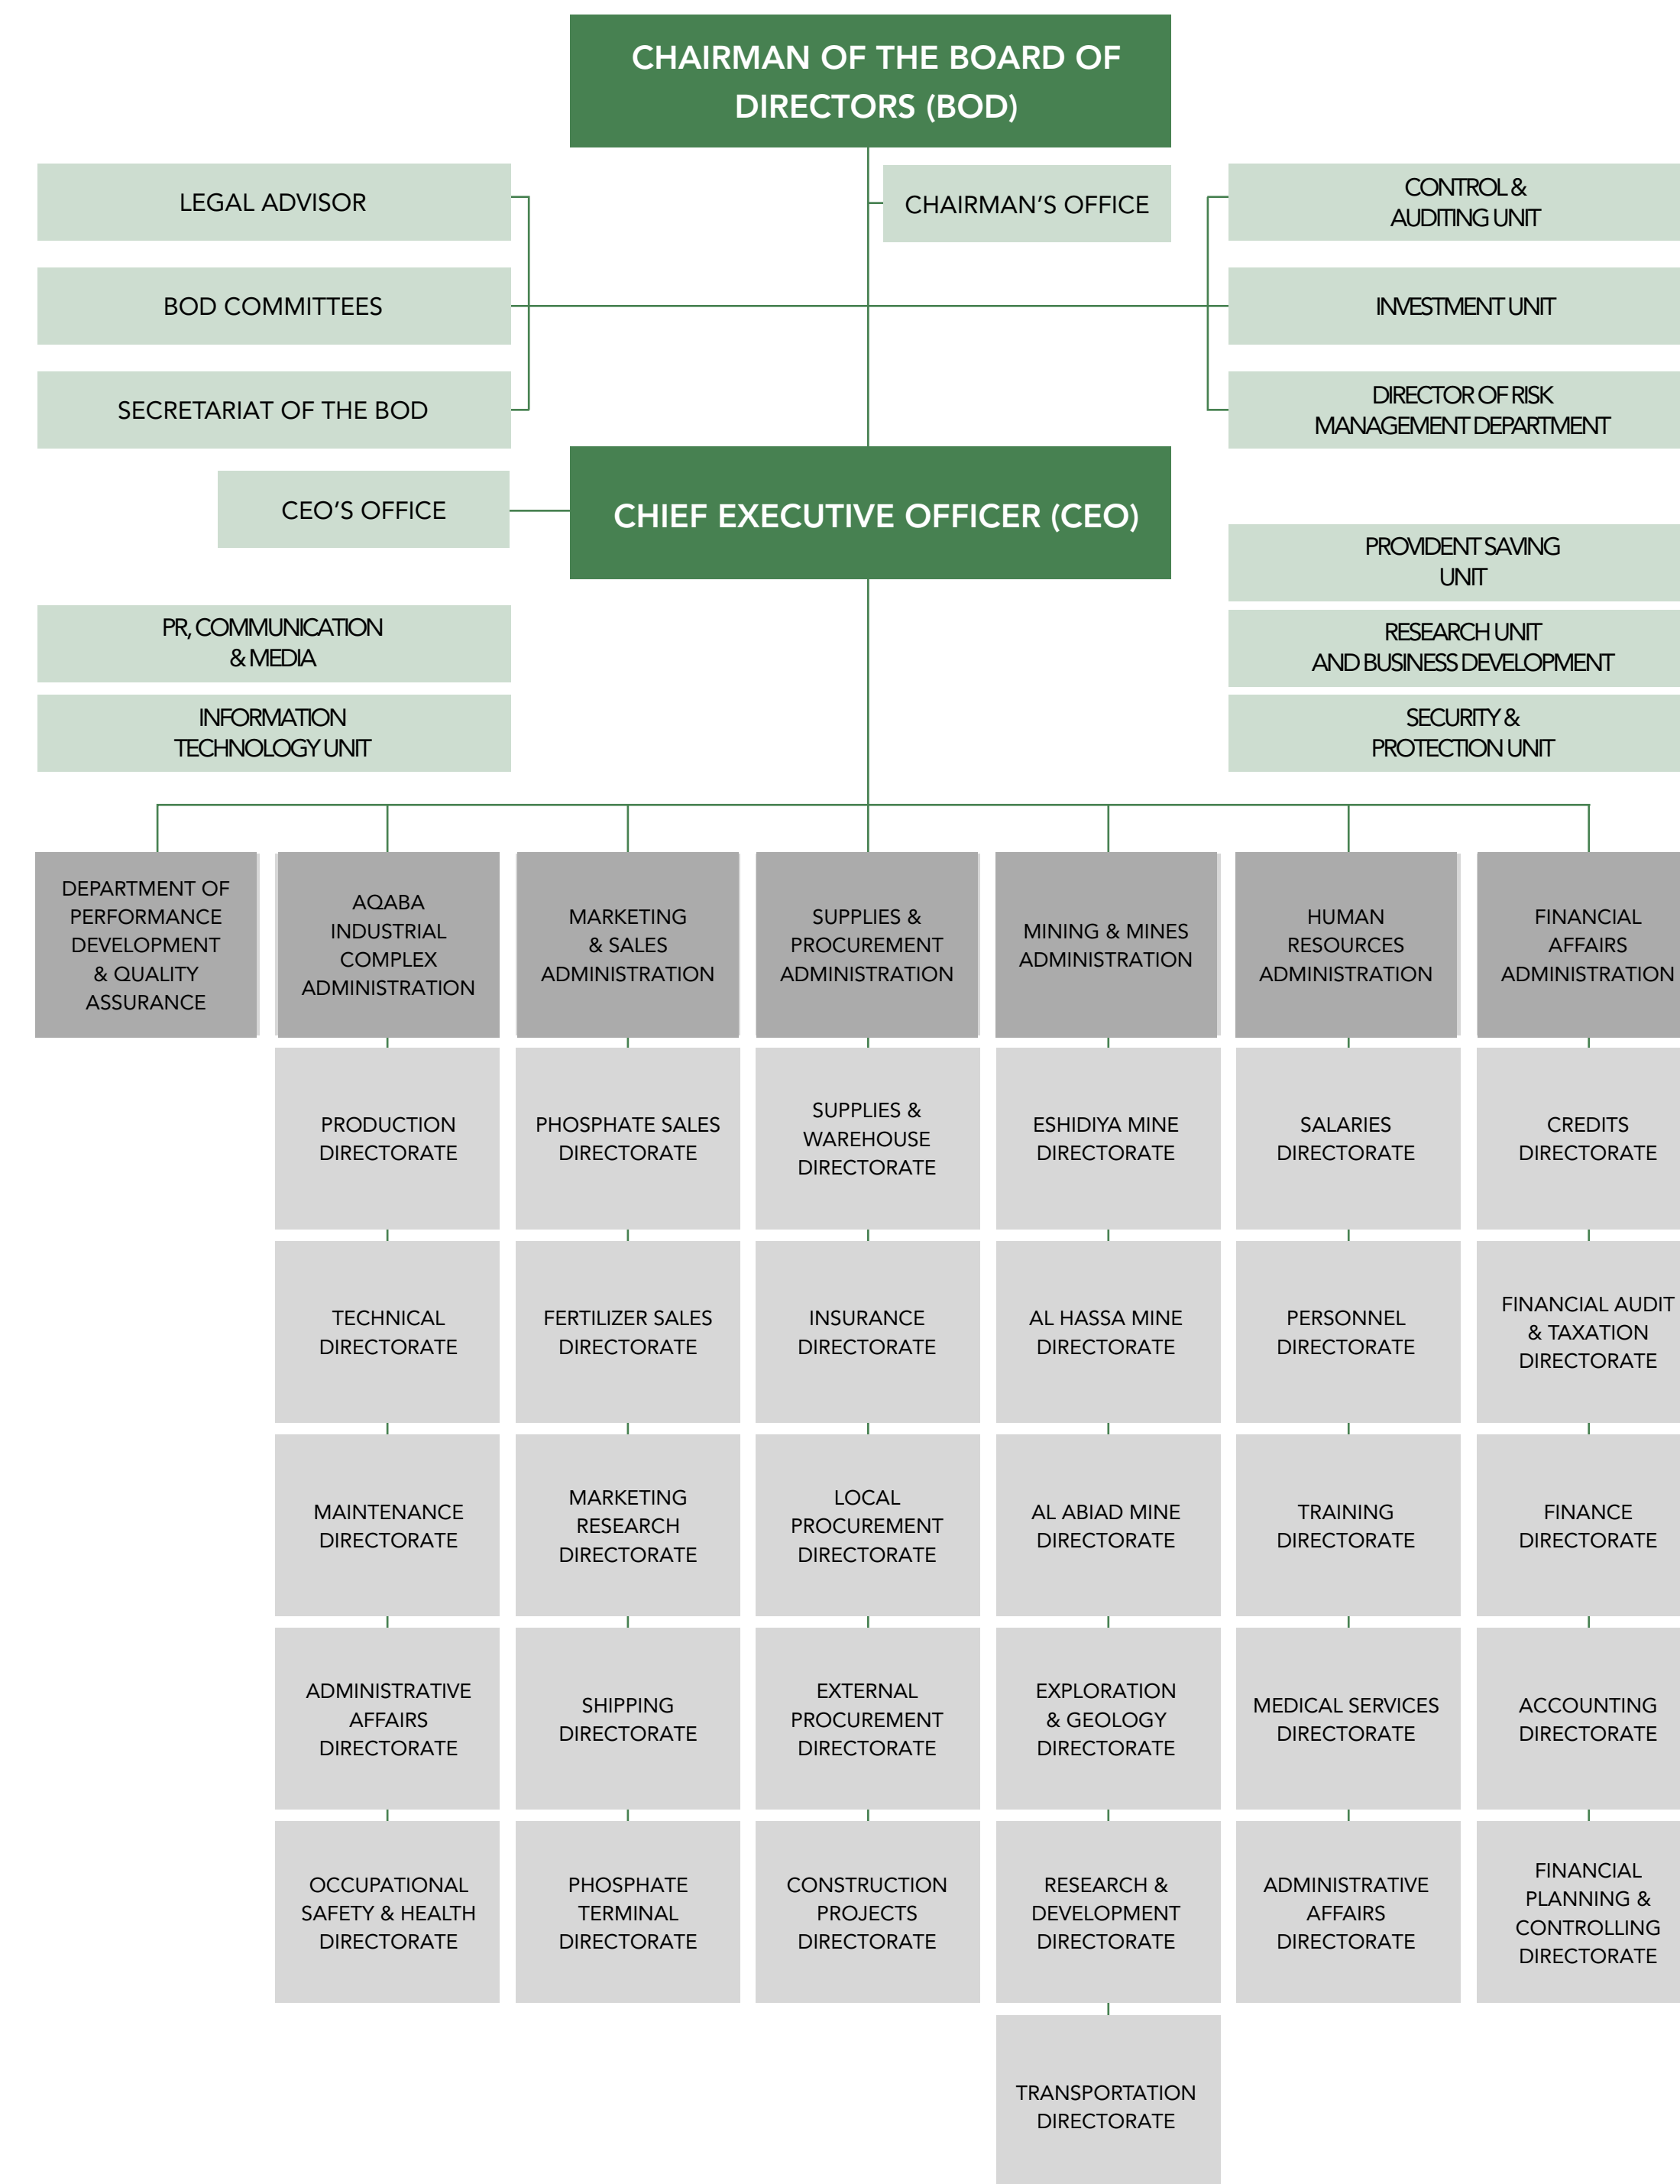 CHAIRMAN OF THE BOARD OF
DIRECTORS (BOD)
LEGAL ADVISOR
CHAIRMAN'S OFFICE
CONTROL &
AUDITING UNIT
BOD COMMITTEES
INVESTMENT UNIT
SECRETARIAT OF THE BOD
DIRECTOR OF RISK
MANAGEMENT DEPARTMENT
CEO'S OFFICE
CHIEF EXECUTIVE OFFICER (CEO)
PROVIDENT SAVING
UNIT
PR, COMMUNICATION
& MEDIA
RESEARCH UNIT
AND BUSINESS DEVELOPMENT
INFORMATION
TECHNOLOGY UNIT
SECURITY &
PROTECTION UNIT
DEPARTMENT OF
PERFORMANCE
DEVELOPMENT
& QUALITY
ASSURANCE
AQABA
INDUSTRIAL
COMPLEX
ADMINISTRATION
MARKETING
& SALES
ADMINISTRATION
SUPPLIES &
PROCUREMENT
ADMINISTRATION
MINING & MINES
ADMINISTRATION
HUMAN
RESOURCES
ADMINISTRATION
FINANCIAL
AFFAIRS
ADMINISTRATION
PRODUCTION
DIRECTORATE
PHOSPHATE SALES
DIRECTORATE
SUPPLIES &
WAREHOUSE
DIRECTORATE
ESHIDIYA MINE
DIRECTORATE
SALARIES
DIRECTORATE
CREDITS
DIRECTORATE
TECHNICAL
DIRECTORATE
FERTILIZER SALES
DIRECTORATE
INSURANCE
DIRECTORATE
AL HASSA MINE
DIRECTORATE
PERSONNEL
DIRECTORATE
FINANCIAL AUDIT
& TAXATION
DIRECTORATE
MAINTENANCE
DIRECTORATE
MARKETING
RESEARCH
DIRECTORATE
LOCAL
PROCUREMENT
DIRECTORATE
AL ABIAD MINE
DIRECTORATE
TRAINING
DIRECTORATE
FINANCE
DIRECTORATE
ADMINISTRATIVE
AFFAIRS
DIRECTORATE
SHIPPING
DIRECTORATE
EXTERNAL
PROCUREMENT
DIRECTORATE
EXPLORATION
& GEOLOGY
DIRECTORATE
MEDICAL SERVICES
DIRECTORATE
ACCOUNTING
DIRECTORATE
OCCUPATIONAL
SAFETY & HEALTH
DIRECTORATE
PHOSPHATE
TERMINAL
DIRECTORATE
CONSTRUCTION
PROJECTS
DIRECTORATE
RESEARCH &
DEVELOPMENT
DIRECTORATE
ADMINISTRATIVE
AFFAIRS
DIRECTORATE
FINANCIAL
PLANNING &
CONTROLLING
DIRECTORATE
TRANSPORTATION
DIRECTORATE